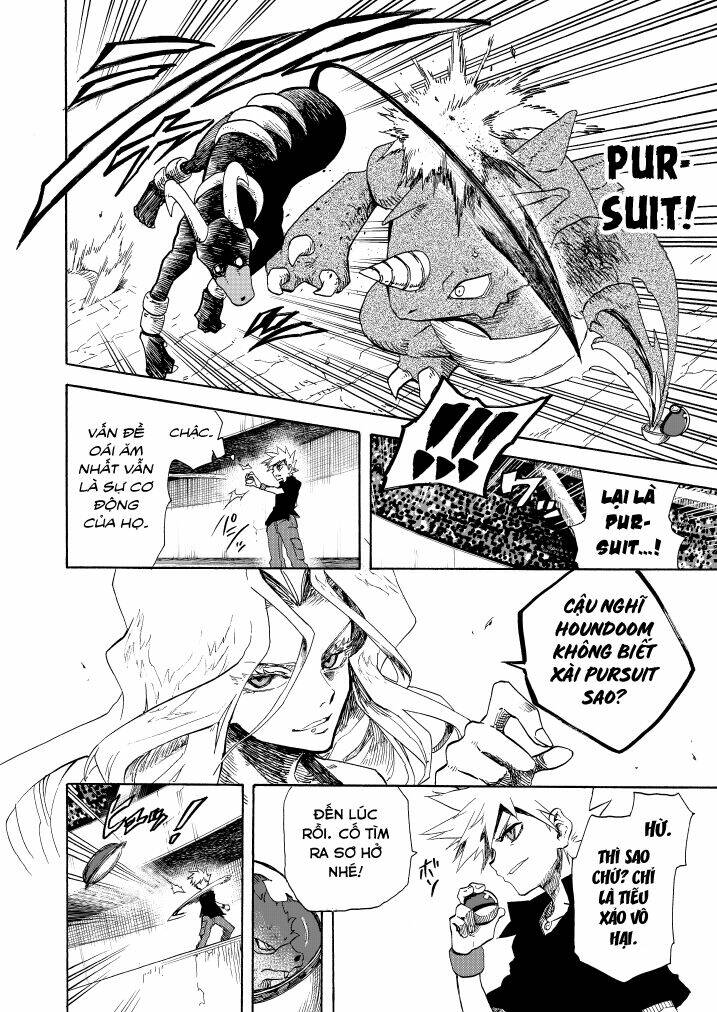 PUR-
SUIT!
!!!
LẠI LÀ
PUR-
SUIT...!
CHẬC.
VẤN ĐỀ
OÁI ĂM
NHẤT VẪN
LÀ SỰ CƠ
ĐỘNG
CỦA HỌ.
CẬU NGHĨ
HOUNDOOM
KHÔNG BIẾT
XÀI PURSUIT
SAO?
HỪ.
THÌ SAO
CHỨ? CHỈ
LÀ TIỂU
XẢO VÔ
HẠI.
ボン
ĐẾN LÚC
RỒI. CỐ TÌM
RA SƠ HỞ
NHÉ!